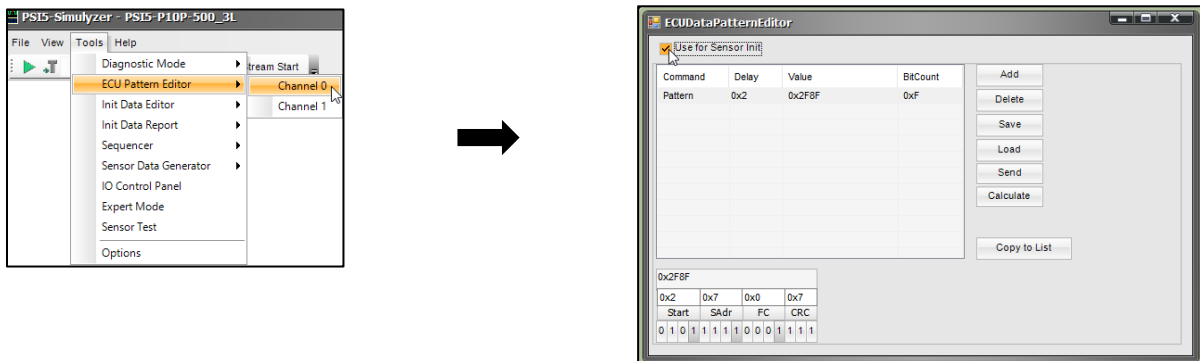 PSI5-Simulyzer - PSI5-P10P-500_3L
File View Tools Help
Diagnostic Mode
tream Start
ECU Pattern Editor
Channel 0
Init Data Editor
Channel 1
Init Data Report
Sequencer
Sensor Data Generator
IO Control Panel
Expert Mode
Sensor Test
Options
ECUDataPatternEditor
Use for Sensor Init
Command Delay Value BitCount
Pattern 0x2 0x2F8F 0xF
Add
Delete
Save
Load
Send
Calculate
Copy to List
0x2F8F
0x2 0x7 0x0 0x7
Start SAdr FC CRC
0 1 0 1 1 1 1 1 0 0 0 1 1 1 1